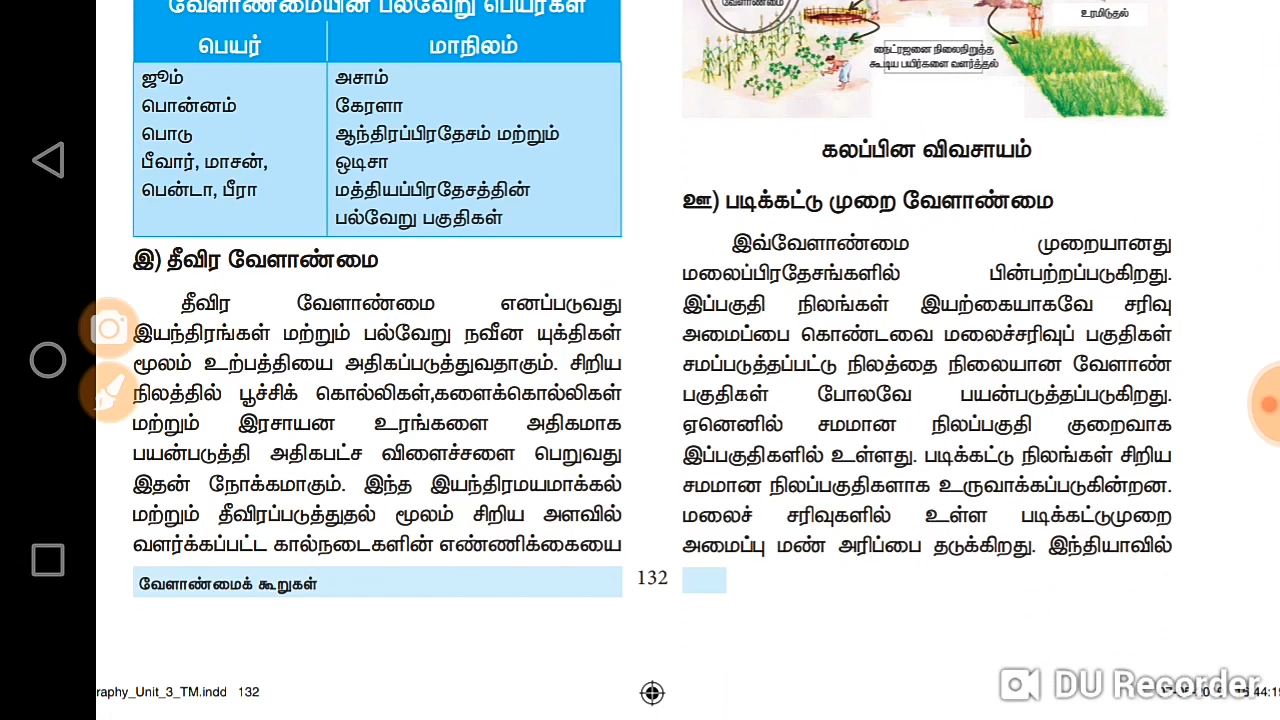 வேளாண்மையின் பல்வேறு பெயர்கள்
பெயர் மாநிலம்
ஜூம் அசாம்
பொன்னம் கேரளா
பொடு ஆந்திரப்பிரதேசம் மற்றும்
பீவார், மாசன், ஒடிசா
பென்டா, பீரா மத்தியப்பிரதேசத்தின்
பல்வேறு பகுதிகள்
இ) தீவிர வேளாண்மை
தீவிர வேளாண்மை எனப்படுவது
இயந்திரங்கள் மற்றும் பல்வேறு நவீன யுக்திகள்
மூலம் உற்பத்தியை அதிகப்படுத்துவதாகும். சிறிய
நிலத்தில் பூச்சிக் கொல்லிகள்,களைக்கொல்லிகள்
மற்றும் இரசாயன உரங்களை அதிகமாக
பயன்படுத்தி அதிகபட்ச விளைச்சளை பெறுவது
இதன் நோக்கமாகும். இந்த இயந்திரமயமாக்கல்
மற்றும் தீவிரப்படுத்துதல் மூலம் சிறிய அளவில்
வளர்க்கப்பட்ட கால்நடைகளின் எண்ணிக்கையை
வேளாண்மைக் கூறுகள்
132
வேளாண்மை
உரமிடுதல்
நைட்ரஜனை நிலைநிறுத்த
கூடிய பயிர்களை வளர்த்தல்
கலப்பின விவசாயம்
ஊ) படிக்கட்டு முறை வேளாண்மை
இவ்வேளாண்மை முறையானது
மலைப்பிரதேசங்களில் பின்பற்றப்படுகிறது.
இப்பகுதி நிலங்கள் இயற்கையாகவே சரிவு
அமைப்பை கொண்டவை மலைச்சரிவுப் பகுதிகள்
சமப்படுத்தப்பட்டு நிலத்தை நிலையான வேளாண்
பகுதிகள் போலவே பயன்படுத்தப்படுகிறது.
ஏனெனில் சமமான நிலப்பகுதி குறைவாக
இப்பகுதிகளில் உள்ளது. படிக்கட்டு நிலங்கள் சிறிய
சமமான நிலப்பகுதிகளாக உருவாக்கப்படுகின்றன.
மலைச் சரிவுகளில் உள்ள படிக்கட்டுமுறை
அமைப்பு மண் அரிப்பை தடுக்கிறது. இந்தியாவில்
raphy_Unit_3_TM.indd 132
DU Recorder